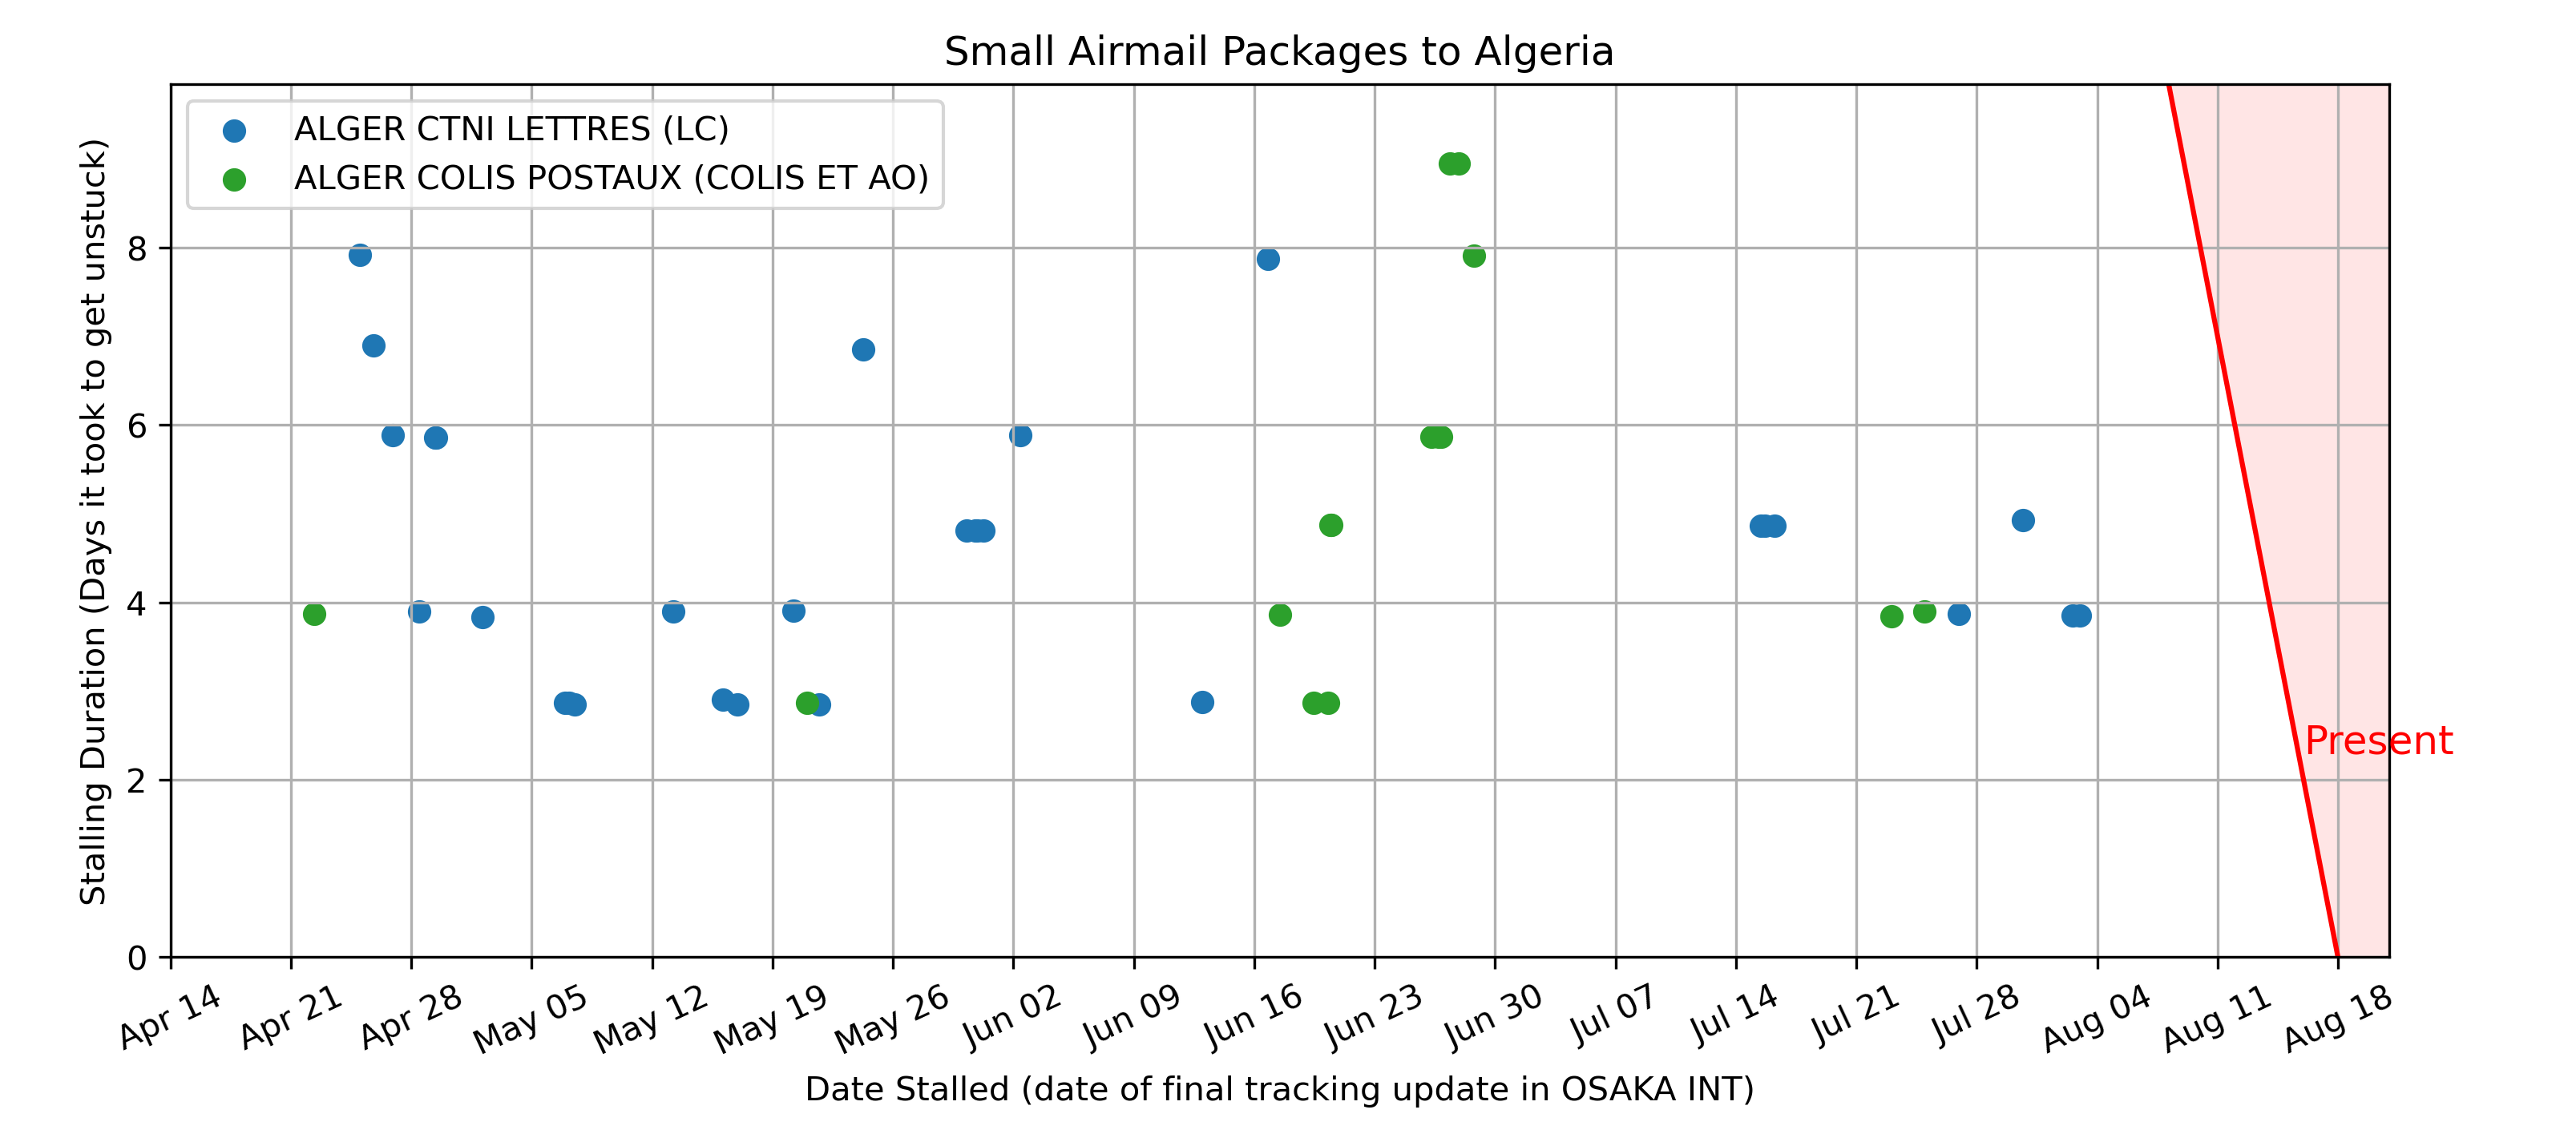 Small Airmail Packages to Algeria
ALGER CTNI LETTRES (LC)
ALGER COLIS POSTAUX (COLIS ET AO)
Stalling Duration (Days it took to get unstuck)
8
6
4
2
0
Present
Apr 14
Apr 21
Apr 28
May 05
May 12
May 19
May 26
Jun 02
Jun 09
Jun 16
Jun 23
Jun 30
Jul 07
Jul 14
Jul 21
Jul 28
Aug 04
Aug 11
Aug 18
Date Stalled (date of final tracking update in OSAKA INT)